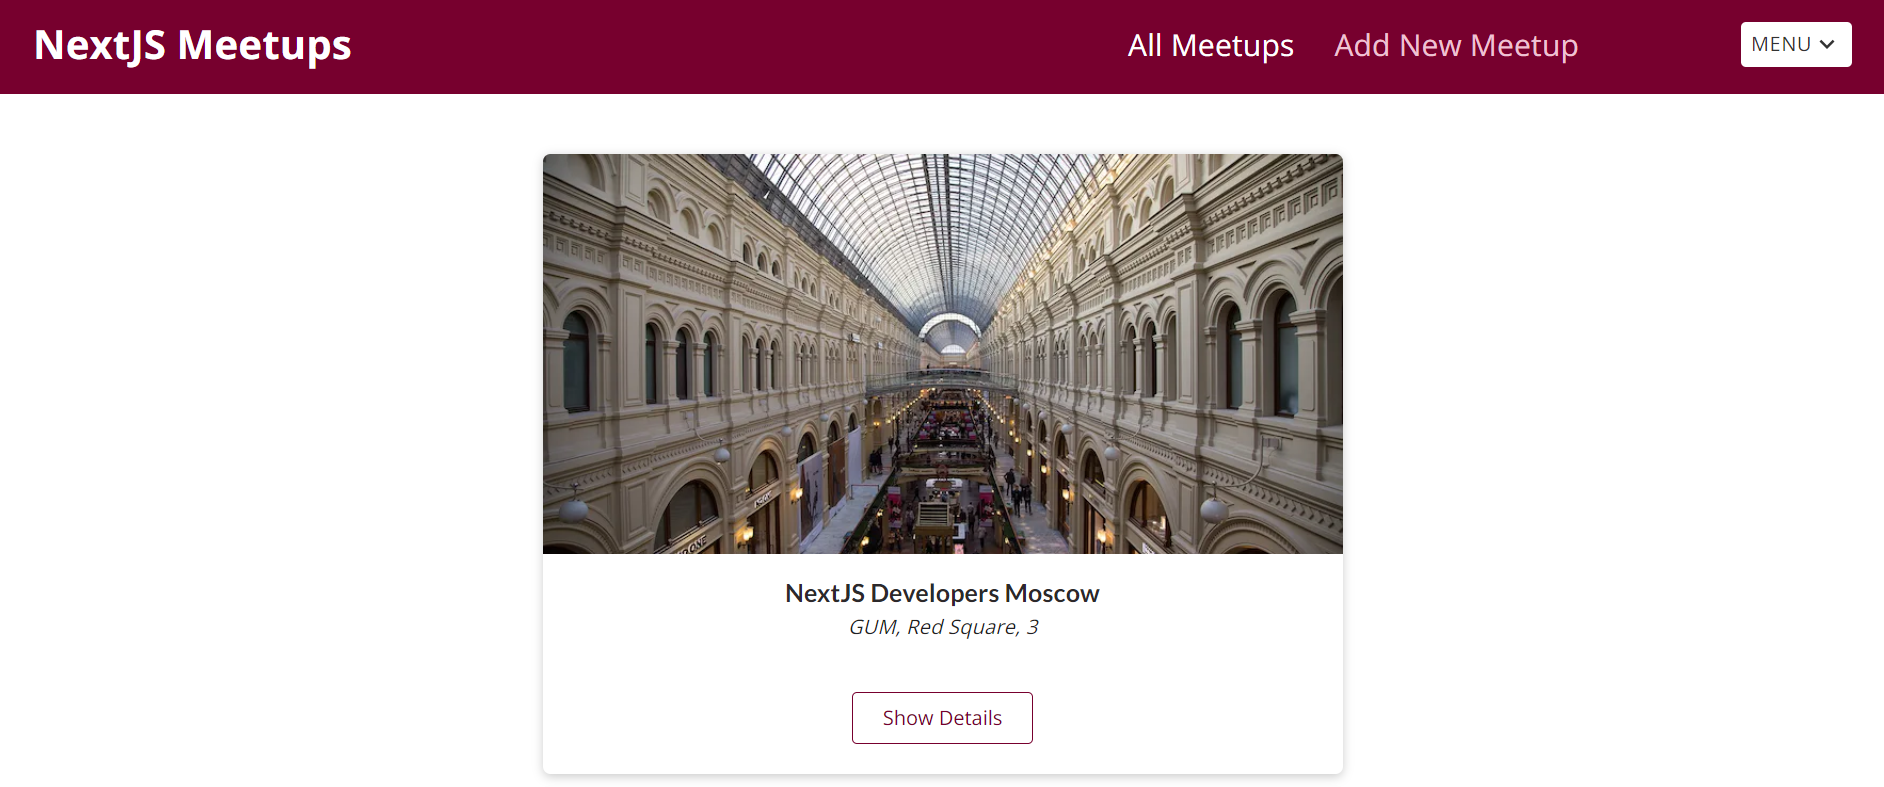 NextJS Meetups
All Meetups
Add New Meetup
MENU
NextJS Developers Moscow
GUM, Red Square, 3
Show Details